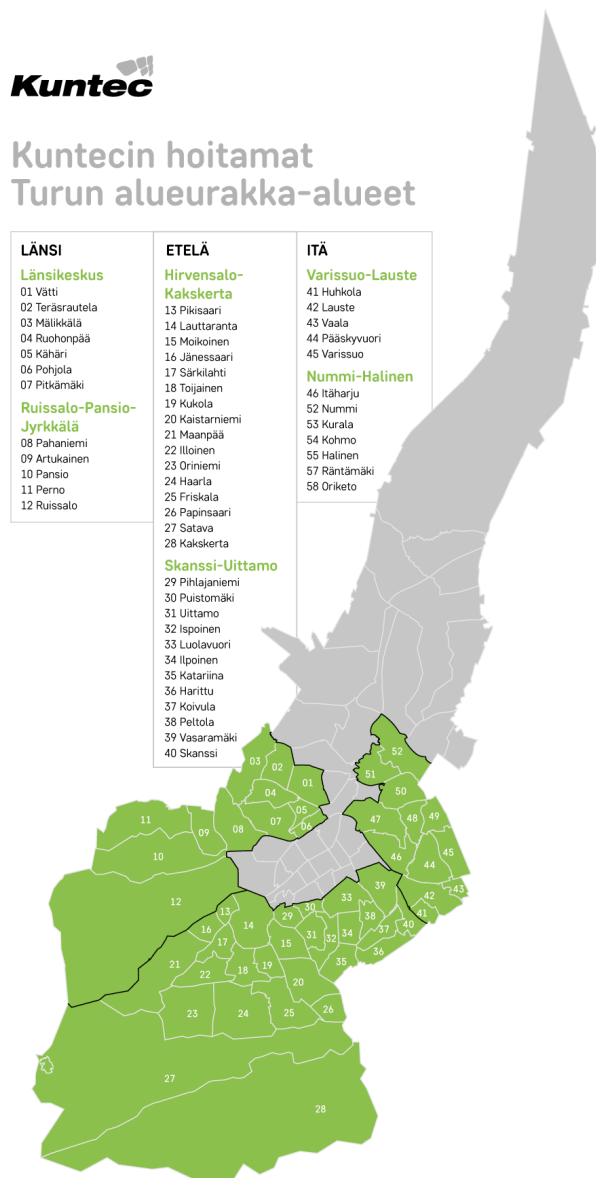 Kuntec
Kuntecin hoitamat
Turun alueurakka-alueet
LÄNSI
Länsikeskus
01 Vätti
02 Teräsrautela
03 Mälikkälä
04 Ruohonpää
05 Kähäri
06 Pohjola
07 Pitkämäki
Ruissalo-Pansio-
Jyrkkälä
08 Pahaniemi
09 Artukainen
10 Pansio
11 Perno
12 Ruissalo
ETELÄ
Hirvensalo-
Kakskerta
13 Pikisaari
14 Lauttaranta
15 Moikoinen
16 Jänessaari
17 Särkilahti
18 Toijainen
19 Kukola
20 Kaistarniemi
21 Maanpää
22 Illoinen
23 Oriniemi
24 Haarla
25 Friskala
26 Papinsaari
27 Satava
28 Kakskerta
Skanssi-Uittamo
29 Pihlajaniemi
30 Puistomäki
31 Uittamo
32 Ispoinen
33 Luolavuori
34 Ilpoinen
35 Katariina
36 Harittu
37 Koivula
38 Peltola
39 Vasaramäki
40 Skanssi
ITÄ
Varissuo-Lauste
41 Huhkola
42 Lauste
43 Vaala
44 Pääskyvuori
45 Varissuo
Nummi-Halinen
46 Itäharju
52 Nummi
53 Kurala
54 Kohmo
55 Halinen
57 Räntämäki
58 Oriketo
52
03
02
51
01
50
04
05
11
09
08
07
06
47
48
49
10
46
44
45
39
43
12
33
42
13
30
29
38
41
14
16
31
32
34
37
40
17
15
36
21
22
18
19
35
20
23
24
25
26
27
28